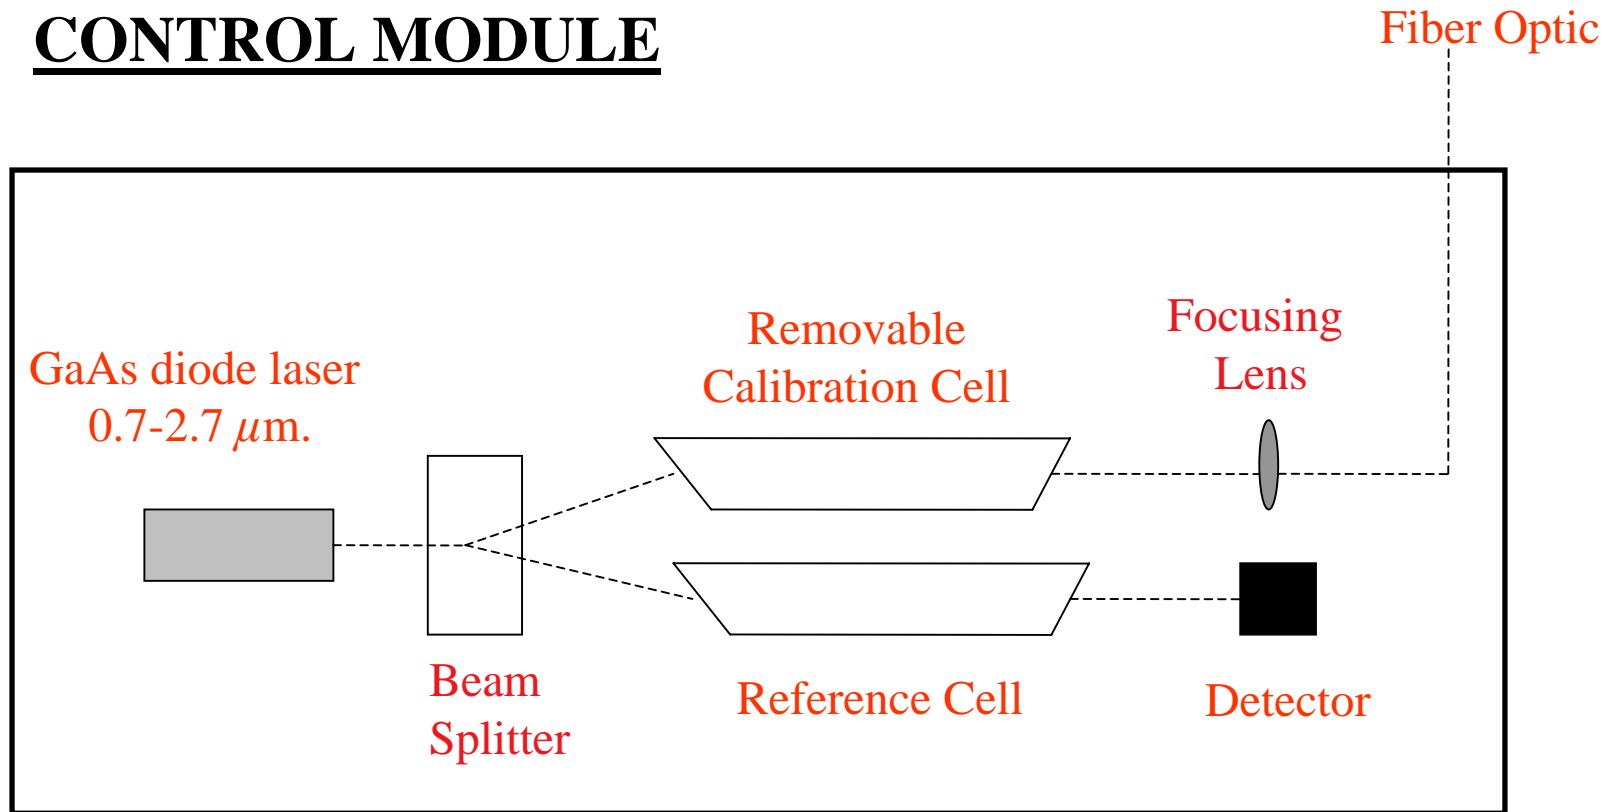 CONTROL MODULE
Fiber Optic
GaAs diode laser
0.7-2.7 μm.
Removable
Calibration Cell
Focusing
Lens
Beam
Splitter
Reference Cell
Detector